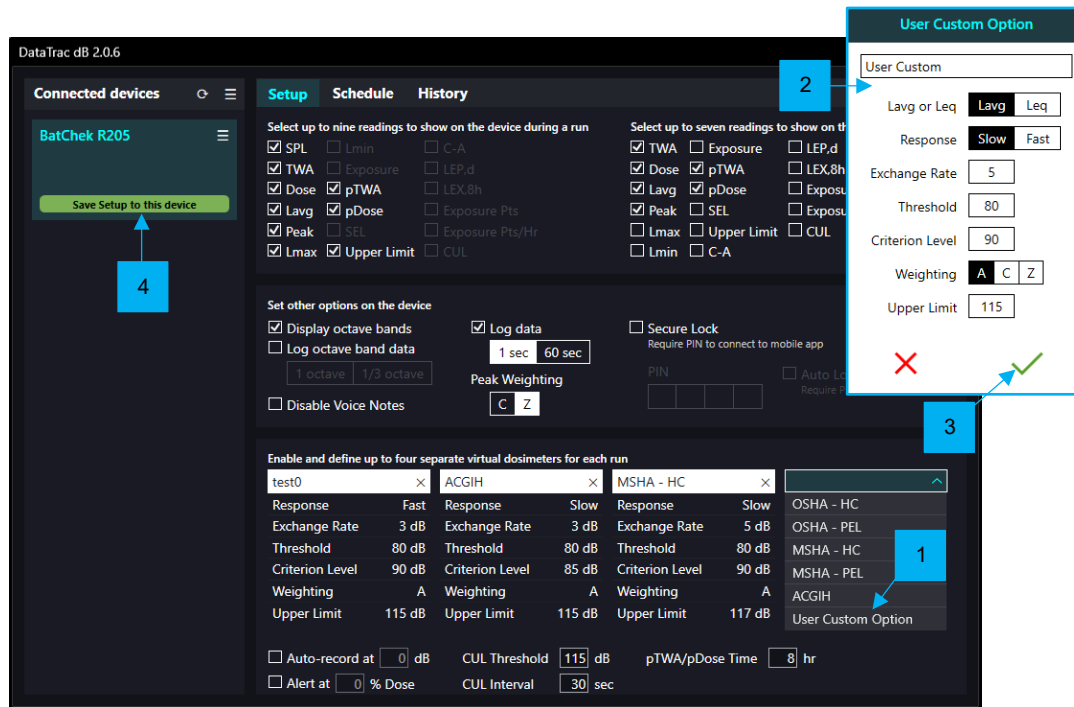 User Custom Option
DataTrac dB 2.0.6
User Custom
2
Lavg or Leq Lavg Leq
Response Slow Fast
Exchange Rate 5
Threshold 80
Criterion Level 90
Weighting A C Z
Upper Limit 115
3
Connected devices
BatChek R205
Save Setup to this device
4
Setup Schedule History
Select up to nine readings to show on the device during a run
SPL Lmin C-A
TWA Exposure LEP,d
Dose pTWA LEX,8h
Lavg pDose Exposure Pts
Peak SEL Exposure Pts/Hr
Lmax Upper Limit CUL
Select up to seven readings to show on th
TWA Exposure LEP,d
Dose pTWA LEX,8h
Lavg pDose Exposu
Peak SEL Exposu
Lmax Upper Limit CUL
Lmin C-A
Set other options on the device
Display octave bands
Log octave band data
1 octave 1/3 octave
Disable Voice Notes
Log data
1 sec 60 sec
Peak Weighting
C Z
Secure Lock
Require PIN to connect to mobile app
PIN
Auto Lo
Require P
Enable and define up to four separate virtual dosimeters for each run
test0 ACGIH MSHA - HC
Response Fast Response Slow Response Slow
Exchange Rate 3 dB Exchange Rate 3 dB Exchange Rate 5 dB
Threshold 80 dB Threshold 80 dB Threshold 80 dB
Criterion Level 90 dB Criterion Level 85 dB Criterion Level 90 dB
Weighting A Weighting A Weighting A
Upper Limit 115 dB Upper Limit 115 dB Upper Limit 117 dB
OSHA - HC
OSHA - PEL
MSHA - HC
MSHA - PEL
ACGIH
User Custom Option
1
Auto-record at 0 dB CUL Threshold 115 dB pTWA/pDose Time 8 hr
Alert at 0 % Dose CUL Interval 30 sec